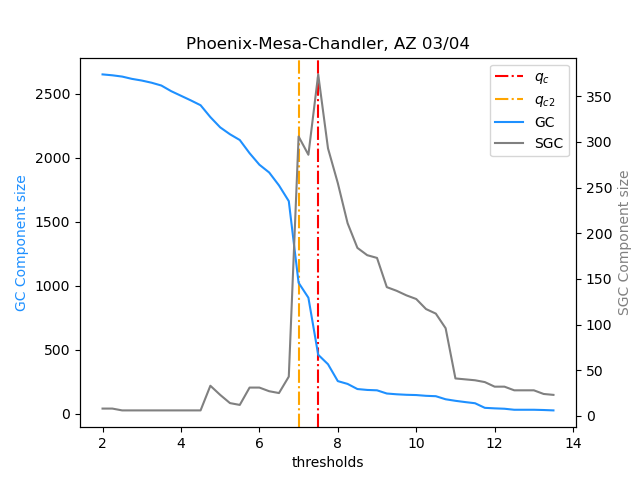 Phoenix-Mesa-Chandler, AZ 03/04
GC Component size
2500
2000
1500
1000
500
0
350
300
250
200
150
100
50
0
SGC Component size
q_c
q_c2
GC
SGC
2 4 6 8 10 12 14
thresholds